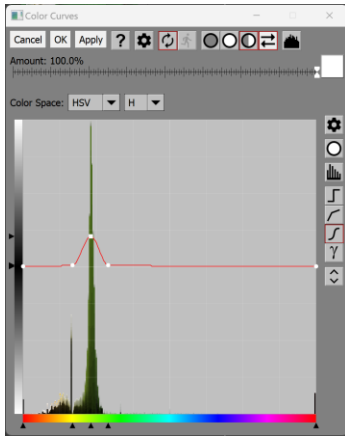 Color Curves
Cancel OK Apply ?
Amount: 100.0%
Color Space: HSV H
γ